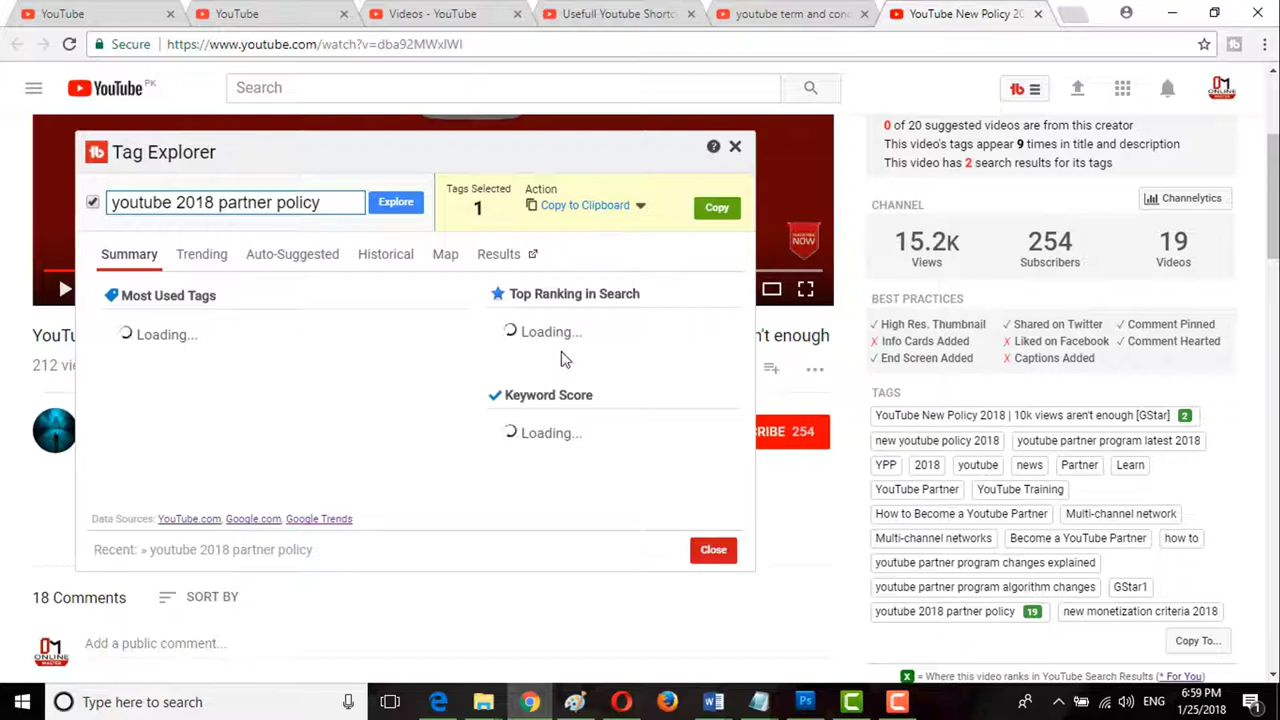 YouTube
YouTube
Videos - YouTube
Usefull Youtube Shortc
youtube term and conc
YouTube New Policy 20
Secure
https://www.youtube.com/watch?v=dba92MWxlWI
YouTube PK
Search
tb
OM
Tag Explorer
youtube 2018 partner policy
Explore
Tags Selected
1
Action
Copy to Clipboard
Copy
Summary
Trending
Auto-Suggested
Historical
Map
Results
Most Used Tags
Loading...
Top Ranking in Search
Loading...
Keyword Score
Loading...
Data Sources: YouTube.com, Google.com, Google Trends
Recent: » youtube 2018 partner policy
Close
NOW
YouTu
n't enough
212 vie
IBE 254
18 Comments
SORT BY
OM
ONLINE
MASTER
Add a public comment...
0 of 20 suggested videos are from this creator
This video's tags appear 9 times in title and description
This video has 2 search results for its tags
CHANNEL
Channelytics
15.2K
Views
254
Subscribers
19
Videos
BEST PRACTICES
✓ High Res. Thumbnail ✓ Shared on Twitter ✓ Comment Pinned
✗ Info Cards Added ✗ Liked on Facebook ✓ Comment Hearted
✓ End Screen Added ✗ Captions Added
TAGS
YouTube New Policy 2018 | 10k views aren't enough [GStar] 2
new youtube policy 2018 youtube partner program latest 2018
YPP 2018 youtube news Partner Learn
YouTube Partner YouTube Training
How to Become a Youtube Partner Multi-channel network
Multi-channel networks Become a YouTube Partner how to
youtube partner program changes explained
youtube partner program algorithm changes GStar1
youtube 2018 partner policy 19 new monetization criteria 2018
Copy To...
X = Where this video ranks in YouTube Search Results (* For You)
Type here to search
ENG
6:59 PM
1/25/2018